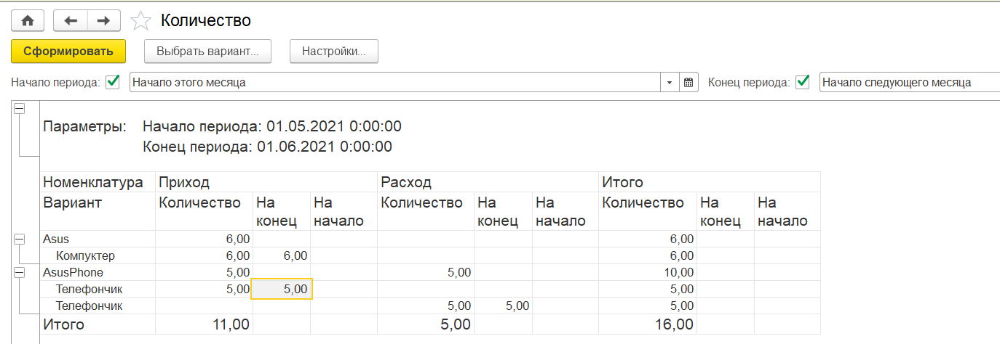 Количество
Сформировать Выбрать вариант... Настройки...
Начало периода: Начало этого месяца Конец периода: Начало следующего месяца
Параметры: Начало периода: 01.05.2021 0:00:00
Конец периода: 01.06.2021 0:00:00
Номенклатура Приход Расход Итого
Вариант Количество На конец На начало Количество На конец На начало Количество На конец На начало
Asus 6,00 6,00
Компуктер 6,00 6,00 6,00
AsusPhone 5,00 5,00 10,00
Телефончик 5,00 5,00 5,00
Телефончик 5,00 5,00 5,00
Итого 11,00 5,00 16,00